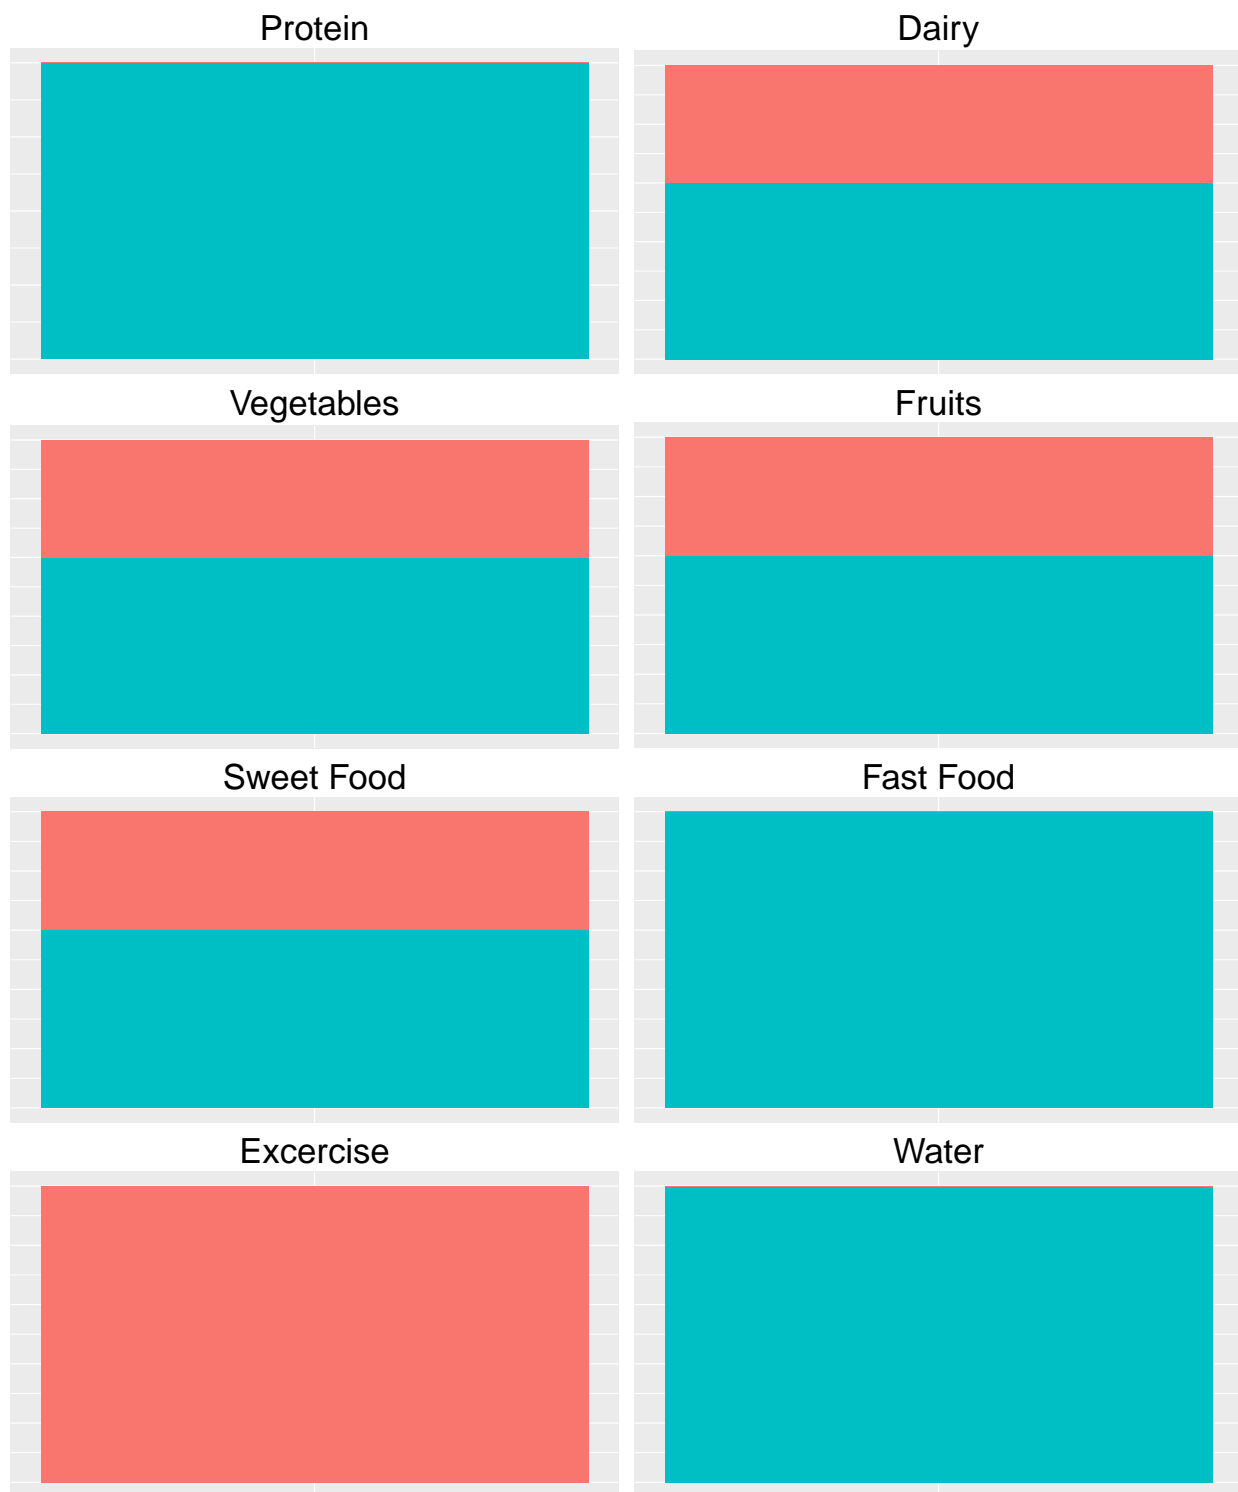 Protein
Dairy
Vegetables
Fruits
Sweet Food
Fast Food
Excercise
Water